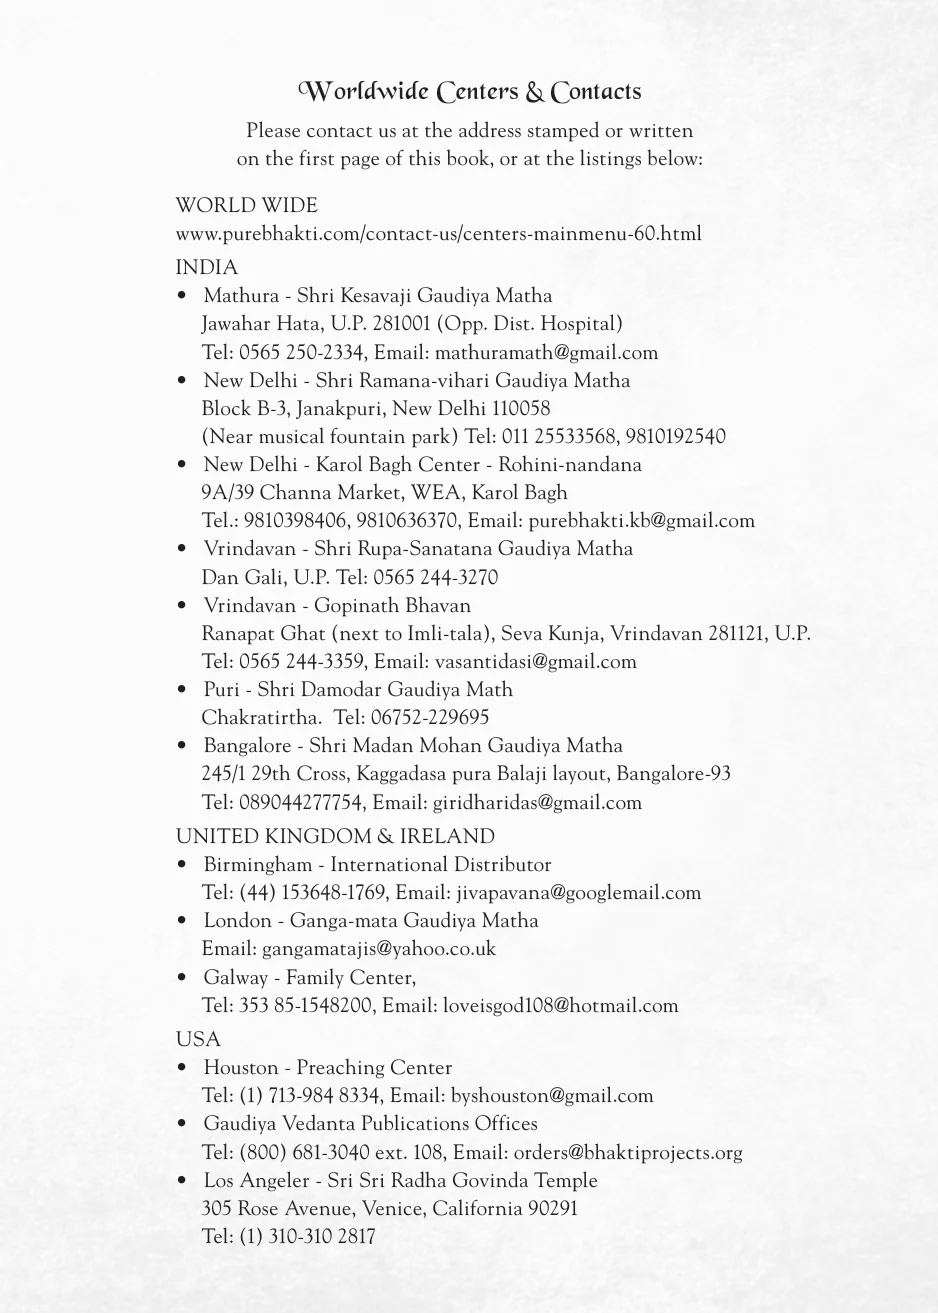 Worldwide Centers & Contacts
Please contact us at the address stamped or written
on the first page of this book, or at the listings below:
WORLD WIDE
www.purebhakti.com/contact-us/centers-mainmenu-60.html
INDIA
• Mathura - Shri Kesavaji Gaudiya Matha
Jawahar Hata, U.P. 281001 (Opp. Dist. Hospital)
Tel: 0565 250-2334, Email: mathuramath@gmail.com
• New Delhi - Shri Ramana-vihari Gaudiya Matha
Block B-3, Janakpuri, New Delhi 110058
(Near musical fountain park) Tel: 011 25533568, 9810192540
• New Delhi - Karol Bagh Center - Rohini-nandana
9A/39 Channa Market, WEA, Karol Bagh
Tel.: 9810398406, 9810636370, Email: purebhakti.kb@gmail.com
• Vrindavan - Shri Rupa-Sanatana Gaudiya Matha
Dan Gali, U.P. Tel: 0565 244-3270
• Vrindavan - Gopinath Bhavan
Ranapat Ghat (next to Imli-tala), Seva Kunja, Vrindavan 281121, U.P.
Tel: 0565 244-3359, Email: vasantidasi@gmail.com
• Puri - Shri Damodar Gaudiya Math
Chakratirtha. Tel: 06752-229695
• Bangalore - Shri Madan Mohan Gaudiya Matha
245/1 29th Cross, Kaggadasa pura Balaji layout, Bangalore-93
Tel: 089044277754, Email: giridharidas@gmail.com
UNITED KINGDOM & IRELAND
• Birmingham - International Distributor
Tel: (44) 153648-1769, Email: jivapavana@googlemail.com
• London - Ganga-mata Gaudiya Matha
Email: gangamatajis@yahoo.co.uk
• Galway - Family Center,
Tel: 353 85-1548200, Email: loveisgod108@hotmail.com
USA
• Houston - Preaching Center
Tel: (1) 713-984 8334, Email: byshouston@gmail.com
• Gaudiya Vedanta Publications Offices
Tel: (800) 681-3040 ext. 108, Email: orders@bhaktiprojects.org
• Los Angeler - Sri Sri Radha Govinda Temple
305 Rose Avenue, Venice, California 90291
Tel: (1) 310-310 2817